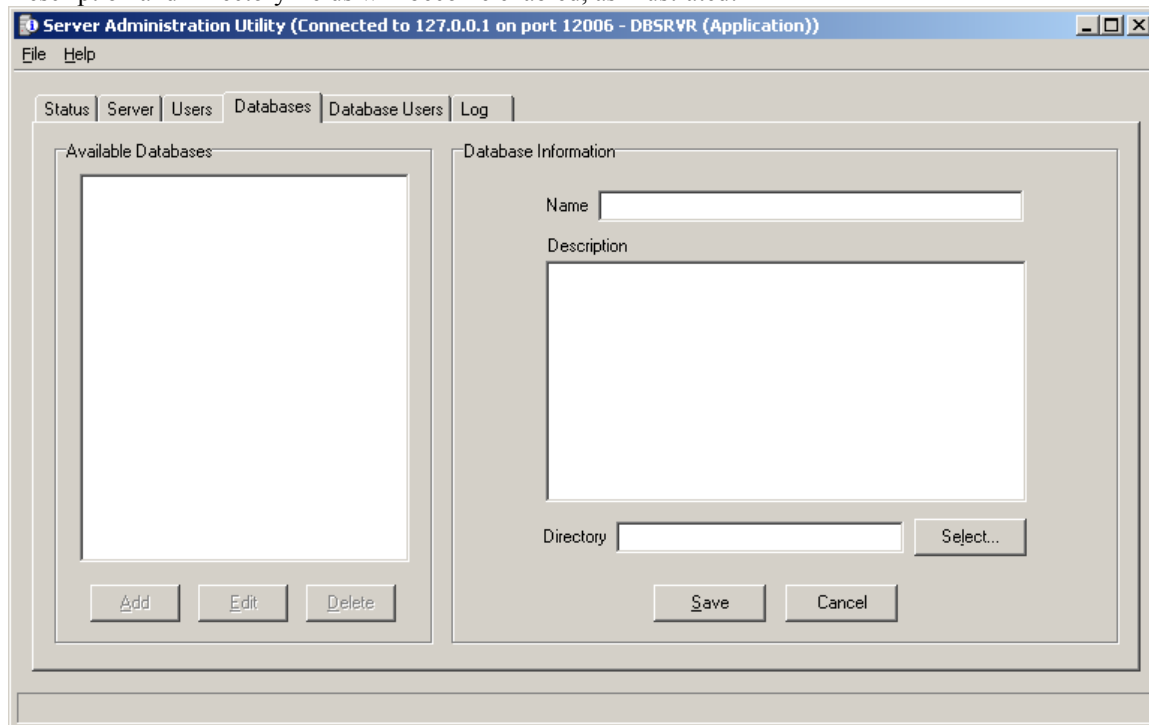 Server Administration Utility (Connected to 127.0.0.1 on port 12006 - DBSRVR (Application))
File Help
Status Server Users Databases Database Users Log
Available Databases
Database Information
Name
Description
Directory
Select...
Add Edit Delete
Save Cancel